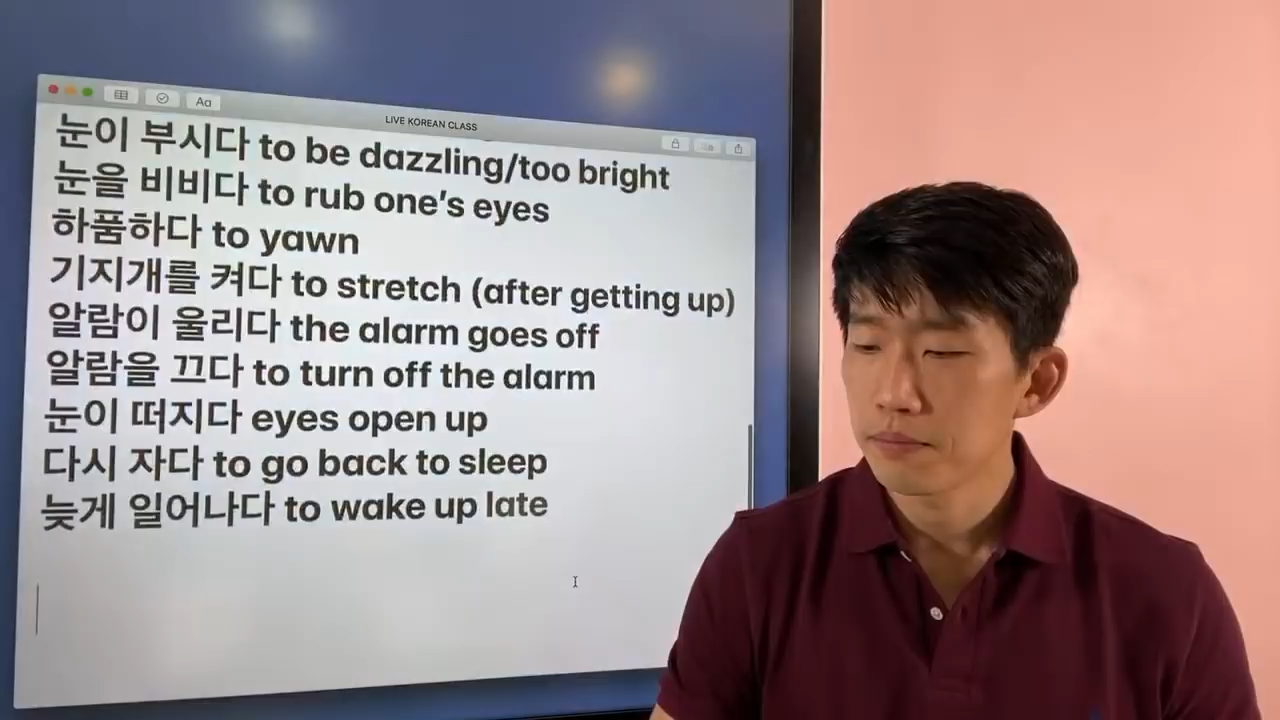 Aa
LIVE KOREAN CLASS
눈이 부시다 to be dazzling/too bright
눈을 비비다 to rub one's eyes
하품하다 to yawn
기지개를 켜다 to stretch (after getting up)
알람이 울리다 the alarm goes off
알람을 끄다 to turn off the alarm
눈이 떠지다 eyes open up
다시 자다 to go back to sleep
늦게 일어나다 to wake up late